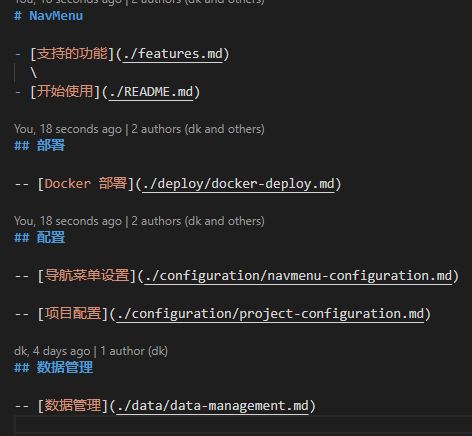 You, 18 seconds ago | 2 authors (dk and others)
# NavMenu
- [支持的功能](./features.md)
\
- [开始使用](./README.md)
You, 18 seconds ago | 2 authors (dk and others)
## 部署
-- [Docker 部署](./deploy/docker-deploy.md)
You, 18 seconds ago | 2 authors (dk and others)
## 配置
-- [导航菜单设置](./configuration/navmenu-configuration.md)
-- [项目配置](./configuration/project-configuration.md)
dk, 4 days ago | 1 author (dk)
## 数据管理
-- [数据管理](./data/data-management.md)